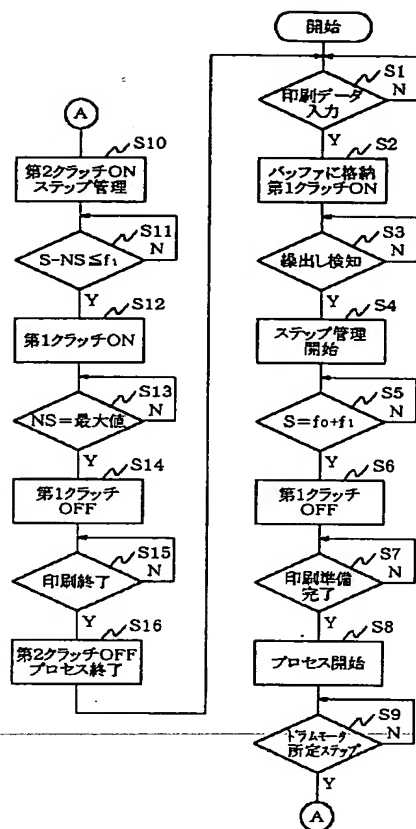 開始
S1
印刷データ
入力
N
Y
S2
バッファに格納
第1クラッチON
S3
繰出し検知
N
Y
S4
ステップ管理
開始
S5
S=f0+f1
N
Y
S6
第1クラッチ
OFF
S7
印刷準備
完了
N
Y
S8
プロセス開始
S9
トラムモータ
所定ステップ
N
Y
A
A
S10
第2クラッチON
ステップ管理
S11
S-NS≦f1
N
Y
S12
第1クラッチON
S13
NS=最大値
N
Y
S14
第1クラッチ
OFF
S15
印刷終了
N
Y
S16
第2クラッチOFF
プロセス終了